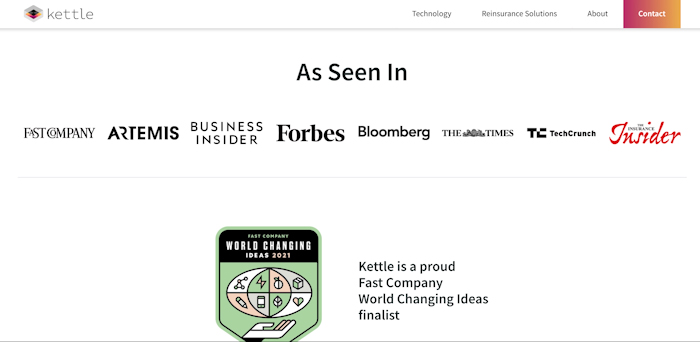 kettle
Technology
Reinsurance Solutions
About
Contact
As Seen In
FAST COMPANY
ARTEMIS
BUSINESS
INSIDER
Forbes
Bloomberg
THE TIMES
TC TechCrunch
THE
INSURANCE
Insider
FAST COMPANY
WORLD CHANGING
IDEAS 2021
Kettle is a proud
Fast Company
World Changing Ideas
finalist